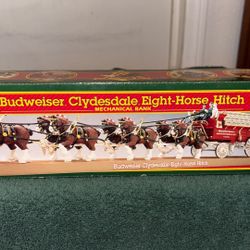 Budweiser Clydesdale Eight-Horse Hitch
MECHANICAL BANK
Budweiser Clydesdale Eight-Horse Hitch